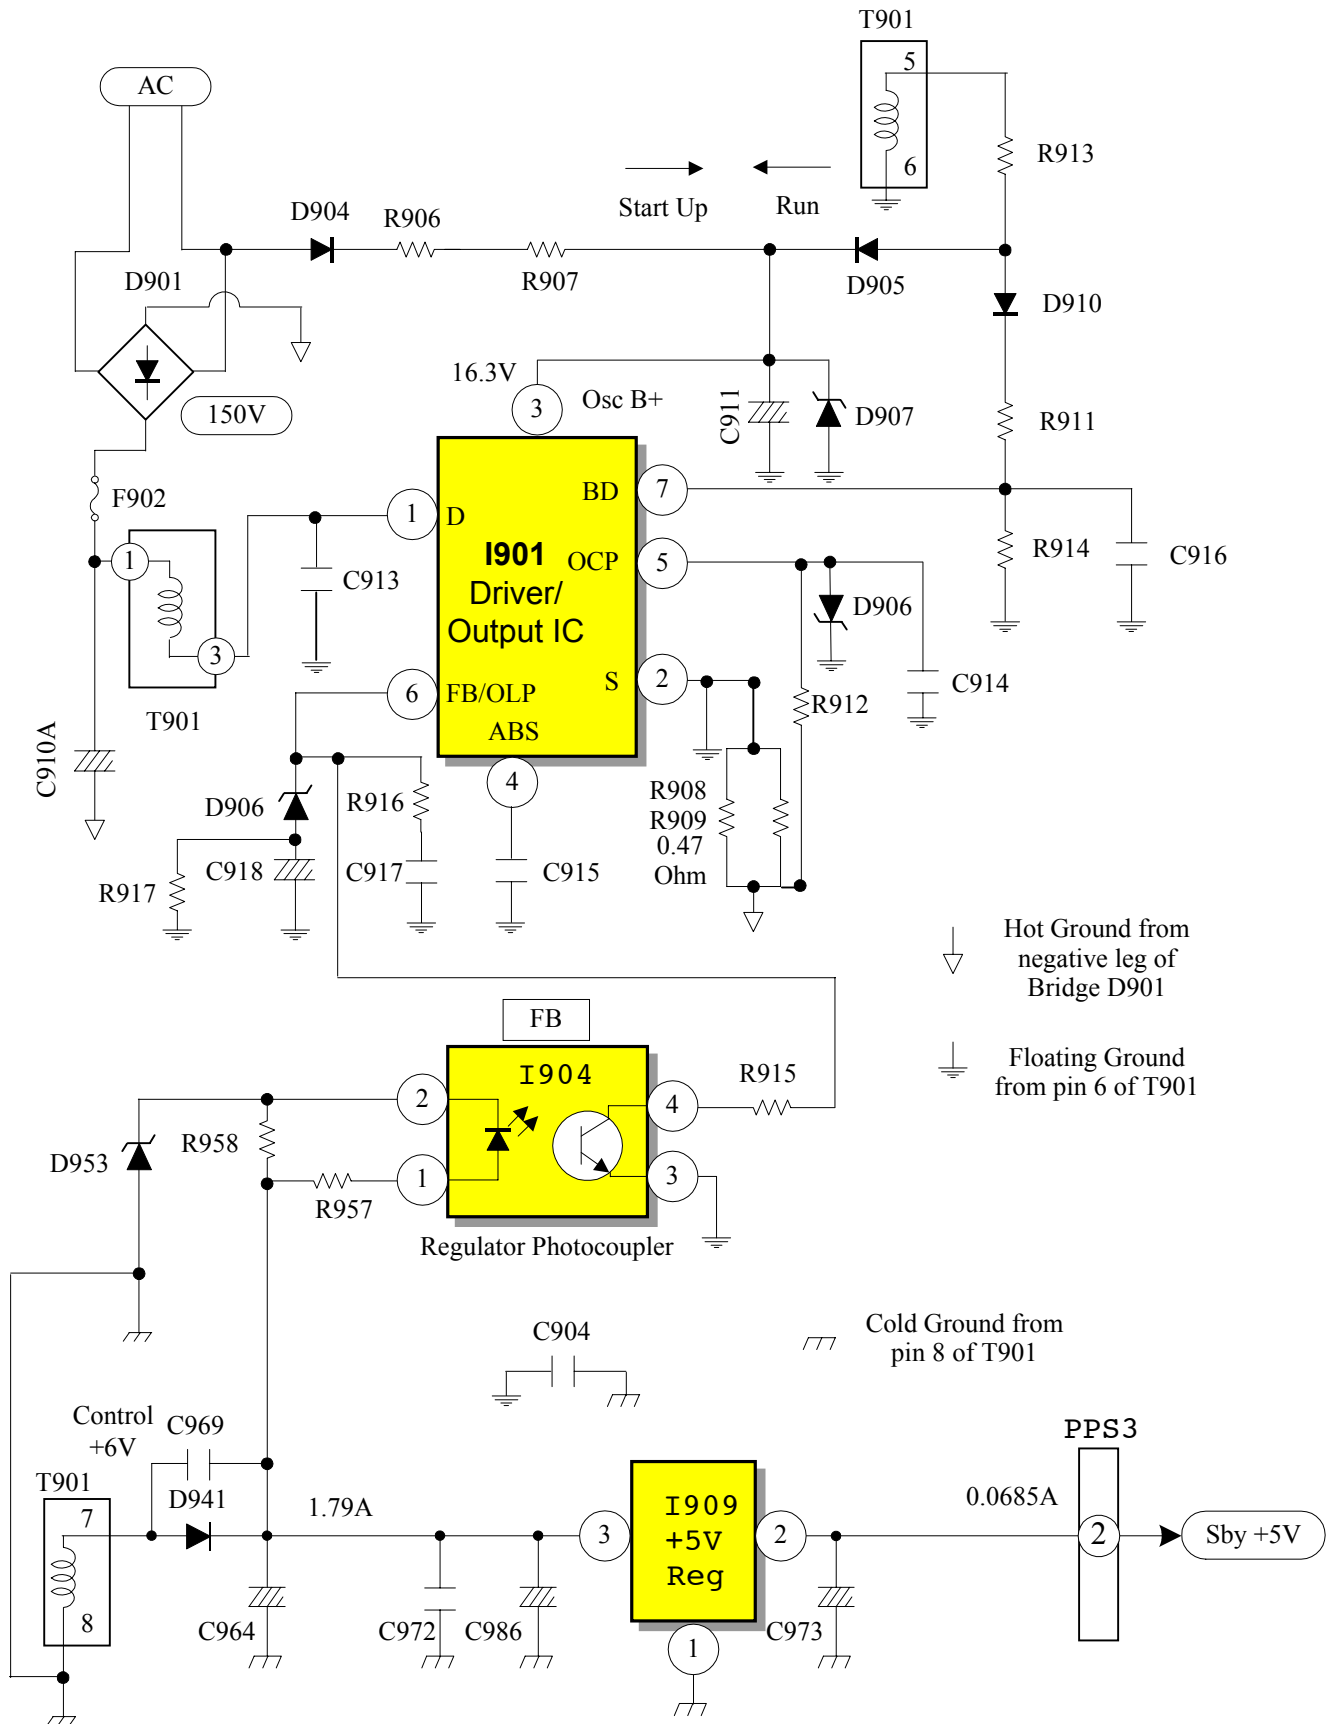 T901
5
6
AC
R913
Start Up
Run
D904
R906
R907
D905
D901
D910
16.3V
3
Osc B+
C911
D907
R911
150V
F902
1
D
BD
7
I901
Driver/
Output IC
OCP
5
R914
C916
C913
1
3
T901
D906
6
FB/OLP
S
2
C914
R912
ABS
4
C910A
D906
R916
R908
R909
0.47
Ohm
C918
C917
C915
R917
Hot Ground from
negative leg of
Bridge D901
FB
I904
R915
Floating Ground
from pin 6 of T901
2
4
R958
D953
1
3
R957
Regulator Photocoupler
C904
Cold Ground from
pin 8 of T901
Control
+6V
C969
PPS3
T901
7
D941
1.79A
3
I909
+5V
Reg
2
0.0685A
2
Sby +5V
8
C964
C972
C986
1
C973